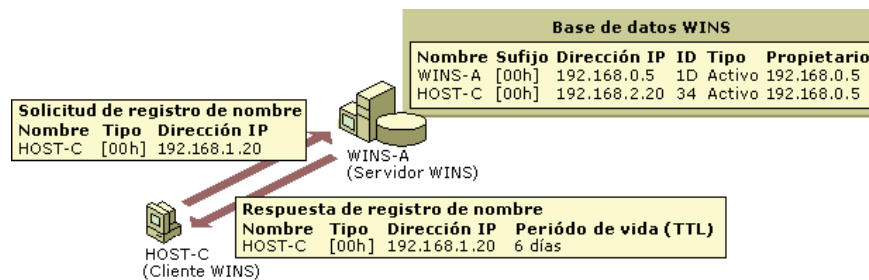 Base de datos WINS
Nombre Sufijo Dirección IP ID Tipo Propietario
WINS-A [00h] 192.168.0.5 1D Activo 192.168.0.5
HOST-C [00h] 192.168.2.20 34 Activo 192.168.0.5
Solicitud de registro de nombre
Nombre Tipo Dirección IP
HOST-C [00h] 192.168.1.20
WINS-A
(Servidor WINS)
Respuesta de registro de nombre
Nombre Tipo Dirección IP Periódo de vida (TTL)
HOST-C [00h] 192.168.1.20 6 días
HOST-C
(Cliente WINS)